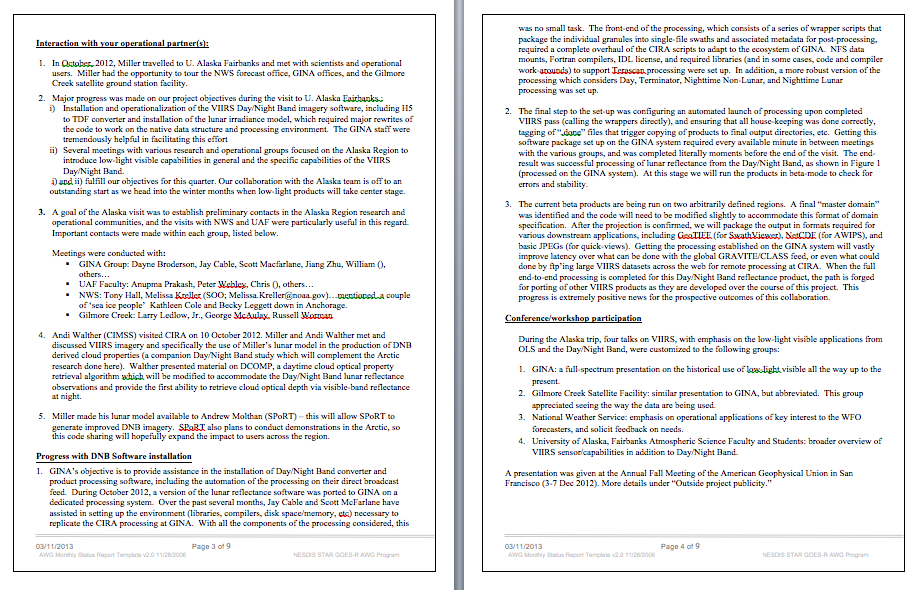 Interaction with your operational partner(s):
1. In October, 2012, Miller travelled to U. Alaska Fairbanks and met with scientists and operational
users. Miller had the opportunity to tour the NWS forecast office, GINA offices, and the Gilmore
Creek satellite ground station facility.
2. Major progress was made on our project objectives during the visit to U. Alaska Fairbanks.:
i) Installation and operationalization of the VIIRS Day/Night Band imagery software, including H5
to TDF converter and installation of the lunar irradiance model, which required major rewrites of
the code to work on the native data structure and processing environment. The GINA staff were
tremendously helpful in facilitating this effort
ii) Several meetings with various research and operational groups focused on the Alaska Region to
introduce low-light visible capabilities in general and the specific capabilities of the VIIRS
Day/Night Band.
i) and ii) fulfill our objectives for this quarter. Our collaboration with the Alaska team is off to an
outstanding start as we head into the winter months when low-light products will take center stage.
3. A goal of the Alaska visit was to establish preliminary contacts in the Alaska Region research and
operational communities, and the visits with NWS and UAF were particularly useful in this regard.
Important contacts were made within each group, listed below.
Meetings were conducted with:
▪ GINA Group: Dayne Broderson, Jay Cable, Scott Macfarlane, Jiang Zhu, William (),
others…
▪ UAF Faculty: Anupma Prakash, Peter Webley, Chris (), others…
▪ NWS: Tony Hall, Melissa Kreller (SOO; Melissa.Kreller@noaa.gov)…mentioned a couple
of ‘sea ice people’ Kathleen Cole and Becky Leggett down in Anchorage.
▪ Gilmore Creek: Larry Ledlow, Jr., George McAulay, Russell Worman
4. Andi Walther (CIMSS) visited CIRA on 10 October 2012. Miller and Andi Walther met and
discussed VIIRS imagery and specifically the use of Miller’s lunar model in the production of DNB
derived cloud properties (a companion Day/Night Band study which will complement the Arctic
research done here). Walther presented material on DCOMP, a daytime cloud optical property
retrieval algorithm which will be modified to accommodate the Day/Night Band lunar reflectance
observations and provide the first ability to retrieve cloud optical depth via visible-band reflectance
at night.
5. Miller made his lunar model available to Andrew Molthan (SPoRT) – this will allow SPoRT to
generate improved DNB imagery. SPoRT also plans to conduct demonstrations in the Arctic, so
this code sharing will hopefully expand the impact to users across the region.
Progress with DNB Software installation
1. GINA’s objective is to provide assistance in the installation of Day/Night Band converter and
product processing software, including the automation of the processing on their direct broadcast
feed. During October 2012, a version of the lunar reflectance software was ported to GINA on a
dedicated processing system. Over the past several months, Jay Cable and Scott McFarlane have
assisted in setting up the environment (libraries, compilers, disk space/memory, etc) necessary to
replicate the CIRA processing at GINA. With all the components of the processing considered, this
03/11/2013 Page 3 of 9
AWG Monthly Status Report Template v2.0 11/28/2006 NESDIS STAR GOES-R AWG Program
was no small task. The front-end of the processing, which consists of a series of wrapper scripts that
package the individual granules into single-file swaths and associated metadata for post-processing,
required a complete overhaul of the CIRA scripts to adapt to the ecosystem of GINA. NFS data
mounts, Fortran compilers, IDL license, and required libraries (and in some cases, code and compiler
work-arounds) to support Terascan processing were set up. In addition, a more robust version of the
processing which considers Day, Terminator, Nighttime Non-Lunar, and Nighttime Lunar
processing was set up.
2. The final step to the set-up was configuring an automated launch of processing upon completed
VIIRS pass (calling the wrappers directly), and ensuring that all house-keeping was done correctly,
tagging of “.done” files that trigger copying of products to final output directories, etc. Getting this
software package set up on the GINA system required every available minute in between meetings
with the various groups, and was completed literally moments before the end of the visit. The end-
result was successful processing of lunar reflectance from the Day/Night Band, as shown in Figure 1
(processed on the GINA system). At this stage we will run the products in beta-mode to check for
errors and stability.
3. The current beta products are being run on two arbitrarily defined regions. A final “master domain”
was identified and the code will need to be modified slightly to accommodate this format of domain
specification. After the projection is confirmed, we will package the output in formats required for
various downstream applications, including GeoTIFF (for SwathViewer), NetCDF (for AWIPS), and
basic JPEGs (for quick-views). Getting the processing established on the GINA system will vastly
improve latency over what can be done with the global GRAVITE/CLASS feed, or even what could
done by ftp’ing large VIIRS datasets across the web for remote processing at CIRA. When the full
end-to-end processing is completed for this Day/Night Band reflectance product, the path is forged
for porting of other VIIRS products as they are developed over the course of this project. This
progress is extremely positive news for the prospective outcomes of this collaboration.
Conference/workshop participation
During the Alaska trip, four talks on VIIRS, with emphasis on the low-light visible applications from
OLS and the Day/Night Band, were customized to the following groups:
1. GINA: a full-spectrum presentation on the historical use of low-light visible all the way up to the
present.
2. Gilmore Creek Satellite Facility: similar presentation to GINA, but abbreviated. This group
appreciated seeing the way the data are being used.
3. National Weather Service: emphasis on operational applications of key interest to the WFO
forecasters, and solicit feedback on needs.
4. University of Alaska, Fairbanks Atmospheric Science Faculty and Students: broader overview of
VIIRS sensor/capabilities in addition to Day/Night Band.
A presentation was given at the Annual Fall Meeting of the American Geophysical Union in San
Francisco (3-7 Dec 2012). More details under “Outside project publicity.”
03/11/2013 Page 4 of 9
AWG Monthly Status Report Template v2.0 11/28/2006 NESDIS STAR GOES-R AWG Program